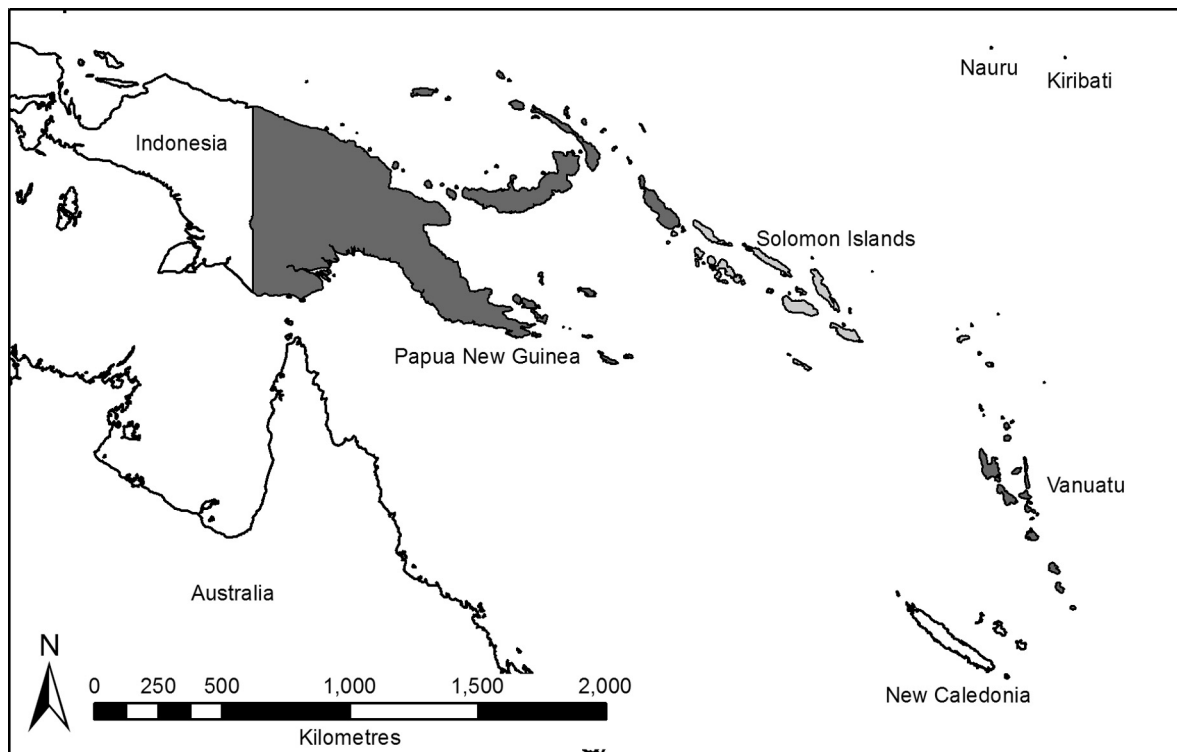 Nauru
Kiribati
Indonesia
Solomon Islands
Papua New Guinea
Vanuatu
Australia
New Caledonia
N
0 250 500 1,000 1,500 2,000
Kilometres